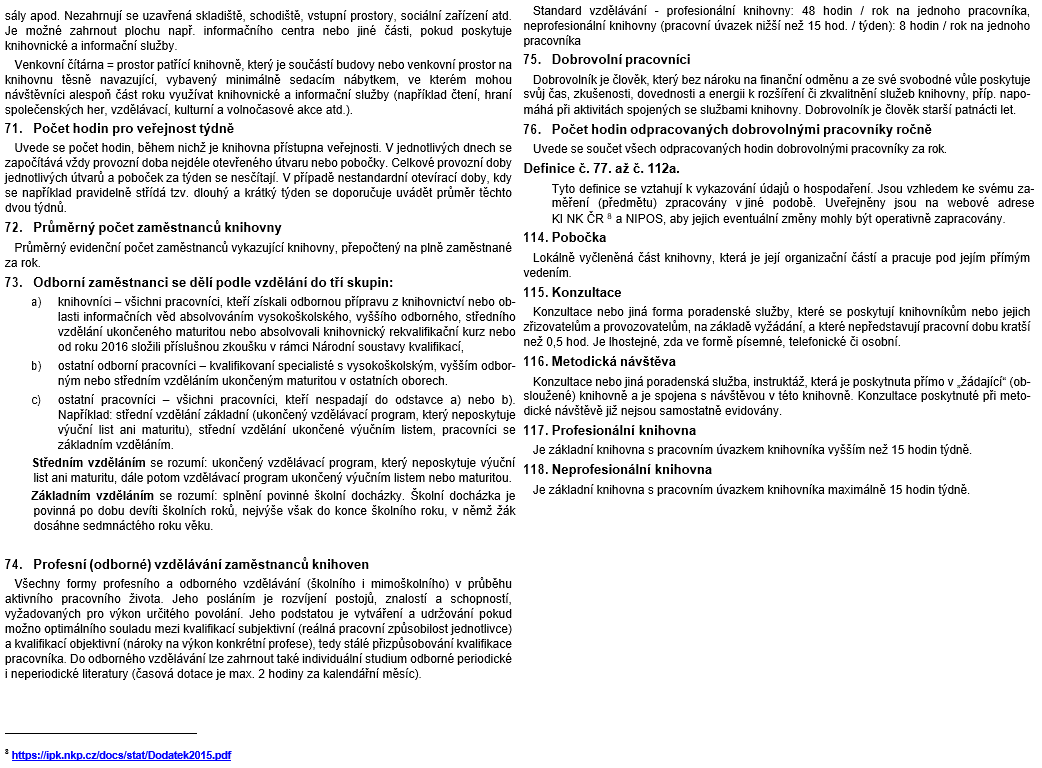 sály apod. Nezahrnují se uzavřená skladiště, schodiště, vstupní prostory, sociální zařízení atd.
Je možné zahrnout plochu např. informačního centra nebo jiné části, pokud poskytuje
knihovnické a informační služby.
Venkovní čítárna = prostor patřící knihovně, který je součástí budovy nebo venkovní prostor na
knihovnu těsně navazující, vybavený minimálně sedacím nábytkem, ve kterém mohou
návštěvníci alespoň část roku využívat knihovnické a informační služby (například čtení, hraní
společenských her, vzdělávací, kulturní a volnočasové akce atd.).
71. Počet hodin pro veřejnost týdně
Uvede se počet hodin, během nichž je knihovna přístupna veřejnosti. V jednotlivých dnech se
započítává vždy provozní doba nejdéle otevřeného útvaru nebo pobočky. Celkové provozní doby
jednotlivých útvarů a poboček za týden se nesčítají. V případě nestandardní otevírací doby, kdy
se například pravidelně střídá tzv. dlouhý a krátký týden se doporučuje uvádět průměr těchto
dvou týdnů.
72. Průměrný počet zaměstnanců knihovny
Průměrný evidenční počet zaměstnanců vykazující knihovny, přepočtený na plně zaměstnané
za rok.
73. Odborní zaměstnanci se dělí podle vzdělání do tří skupin:
a) knihovníci – všichni pracovníci, kteří získali odbornou přípravu z knihovnictví nebo ob-
lasti informačních věd absolvováním vysokoškolského, vyššího odborného, středního
vzdělání ukončeného maturitou nebo absolvovali knihovnický rekvalifikační kurz nebo
od roku 2016 složili příslušnou zkoušku v rámci Národní soustavy kvalifikací,
b) ostatní odborní pracovníci – kvalifikovaní specialisté s vysokoškolským, vyšším odbor-
ným nebo středním vzděláním ukončeným maturitou v ostatních oborech.
c) ostatní pracovníci – všichni pracovníci, kteří nespadají do odstavce a) nebo b).
Například: střední vzdělání základní (ukončený vzdělávací program, který neposkytuje
výuční list ani maturitu), střední vzdělání ukončené výučním listem, pracovníci se
základním vzděláním.
Středním vzděláním se rozumí: ukončený vzdělávací program, který neposkytuje výuční
list ani maturitu, dále potom vzdělávací program ukončený výučním listem nebo maturitou.
Základním vzděláním se rozumí: splnění povinné školní docházky. Školní docházka je
povinná po dobu devíti školních roků, nejvýše však do konce školního roku, v němž žák
dosáhne sedmnáctého roku věku.
74. Profesní (odborné) vzdělávání zaměstnanců knihoven
Všechny formy profesního a odborného vzdělávání (školního i mimoškolního) v průběhu
aktivního pracovního života. Jeho posláním je rozvíjení postojů, znalostí a schopností,
vyžadovaných pro výkon určitého povolání. Jeho podstatou je vytváření a udržování pokud
možno optimálního souladu mezi kvalifikací subjektivní (reálná pracovní způsobilost jednotlivce)
a kvalifikací objektivní (nároky na výkon konkrétní profese), tedy stálé přizpůsobování kvalifikace
pracovníka. Do odborného vzdělávání lze zahrnout také individuální studium odborné periodické
i neperiodické literatury (časová dotace je max. 2 hodiny za kalendářní měsíc).
8 https://ipk.nkp.cz/docs/stat/Dodatek2015.pdf
Standard vzdělávání - profesionální knihovny: 48 hodin / rok na jednoho pracovníka,
neprofesionální knihovny (pracovní úvazek nižší než 15 hod. / týden): 8 hodin / rok na jednoho
pracovníka
75. Dobrovolní pracovníci
Dobrovolník je člověk, který bez nároku na finanční odměnu a ze své svobodné vůle poskytuje
svůj čas, zkušenosti, dovednosti a energii k rozšíření či zkvalitnění služeb knihovny, příp. napo-
máhá při aktivitách spojených se službami knihovny. Dobrovolník je člověk starší patnácti let.
76. Počet hodin odpracovaných dobrovolnými pracovníky ročně
Uvede se součet všech odpracovaných hodin dobrovolnými pracovníky za rok.
Definice č. 77. až č. 112a.
Tyto definice se vztahují k vykazování údajů o hospodaření. Jsou vzhledem ke svému za-
měření (předmětu) zpracovány v jiné podobě. Uveřejněny jsou na webové adrese
KI NK ČR 8 a NIPOS, aby jejich eventuální změny mohly být operativně zapracovány.
114. Pobočka
Lokálně vyčleněná část knihovny, která je její organizační částí a pracuje pod jejím přímým
vedením.
115. Konzultace
Konzultace nebo jiná forma poradenské služby, které se poskytují knihovníkům nebo jejich
zřizovatelům a provozovatelům, na základě vyžádání, a které nepředstavují pracovní dobu kratší
než 0,5 hod. Je lhostejné, zda ve formě písemné, telefonické či osobní.
116. Metodická návštěva
Konzultace nebo jiná poradenská služba, instruktáž, která je poskytnuta přímo v „žádající“ (ob-
sloužené) knihovně a je spojena s návštěvou v této knihovně. Konzultace poskytnuté při meto-
dické návštěvě již nejsou samostatně evidovány.
117. Profesionální knihovna
Je základní knihovna s pracovním úvazkem knihovníka vyšším než 15 hodin týdně.
118. Neprofesionální knihovna
Je základní knihovna s pracovním úvazkem knihovníka maximálně 15 hodin týdně.